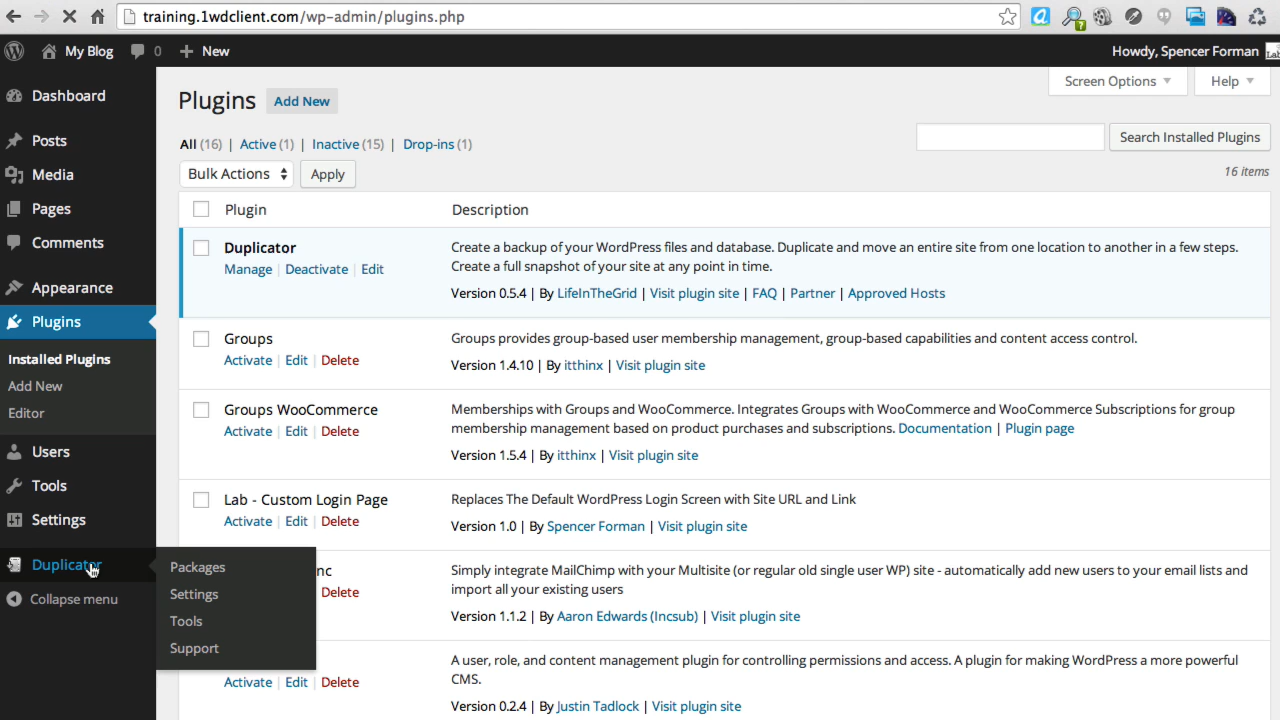 training.1wdclient.com/wp-admin/plugins.php
My Blog 0 New Howdy, Spencer Forman
Screen Options Help
Dashboard
Posts
Media
Pages
Comments
Appearance
Plugins
Installed Plugins
Add New
Editor
Users
Tools
Settings
Duplicator
Collapse menu
Packages
Settings
Tools
Support
Plugins Add New
All (16) | Active (1) | Inactive (15) | Drop-ins (1)
Search Installed Plugins
Bulk Actions Apply
16 items
Plugin Description
Duplicator
Manage | Deactivate | Edit
Create a backup of your WordPress files and database. Duplicate and move an entire site from one location to another in a few steps.
Create a full snapshot of your site at any point in time.
Version 0.5.4 | By LifeInTheGrid | Visit plugin site | FAQ | Partner | Approved Hosts
Groups
Activate | Edit | Delete
Groups provides group-based user membership management, group-based capabilities and content access control.
Version 1.4.10 | By itthinx | Visit plugin site
Groups WooCommerce
Activate | Edit | Delete
Memberships with Groups and WooCommerce. Integrates Groups with WooCommerce and WooCommerce Subscriptions for group
membership management based on product purchases and subscriptions. Documentation | Plugin page
Version 1.5.4 | By itthinx | Visit plugin site
Lab - Custom Login Page
Activate | Edit | Delete
Replaces The Default WordPress Login Screen with Site URL and Link
Version 1.0 | By Spencer Forman | Visit plugin site
nc
Delete
Simply integrate MailChimp with your Multisite (or regular old single user WP) site - automatically add new users to your email lists and
import all your existing users
Version 1.1.2 | By Aaron Edwards (Incsub) | Visit plugin site
Activate | Edit | Delete
A user, role, and content management plugin for controlling permissions and access. A plugin for making WordPress a more powerful
CMS.
Version 0.2.4 | By Justin Tadlock | Visit plugin site